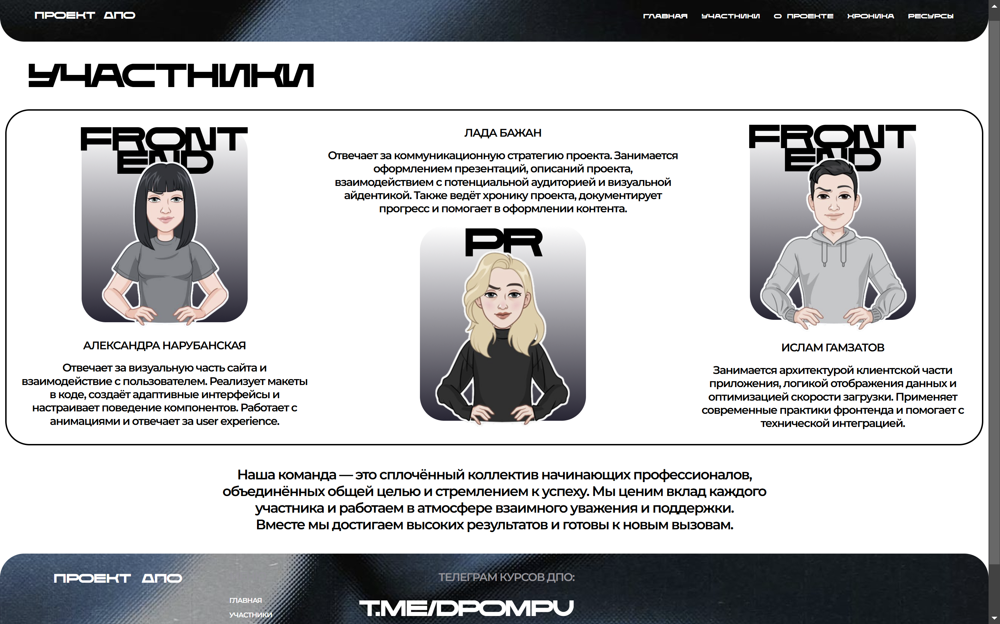 ПРОЕКТ ДПО
ГЛАВНАЯ УЧАСТНИКИ О ПРОЕКТЕ ХРОНИКА РЕСУРСЫ
УЧАСТНИКИ
FRONT
END
АЛЕКСАНДРА НАРУБАНСКАЯ
Отвечает за визуальную часть сайта и
взаимодействие с пользователем. Реализует макеты
в коде, создаёт адаптивные интерфейсы и
настраивает поведение компонентов. Работает с
анимациями и отвечает за user experience.
ЛАДА БАЖАН
Отвечает за коммуникационную стратегию проекта. Занимается
оформлением презентаций, описаний проекта,
взаимодействием с потенциальной аудиторией и визуальной
айдентикой. Также ведёт хронику проекта, документирует
прогресс и помогает в оформлении контента.
PR
FRONT
END
ИСЛАМ ГАМЗАТОВ
Занимается архитектурой клиентской части
приложения, логикой отображения данных и
оптимизацией скорости загрузки. Применяет
современные практики фронтенда и помогает с
технической интеграцией.
Наша команда — это сплочённый коллектив начинающих профессионалов,
объединённых общей целью и стремлением к успеху. Мы ценим вклад каждого
участника и работаем в атмосфере взаимного уважения и поддержки.
Вместе мы достигаем высоких результатов и готовы к новым вызовам.
ПРОЕКТ ДПО
ГЛАВНАЯ
УЧАСТНИКИ
ТЕЛЕГРАМ КУРСОВ ДПО:
T.ME/DPOMPU